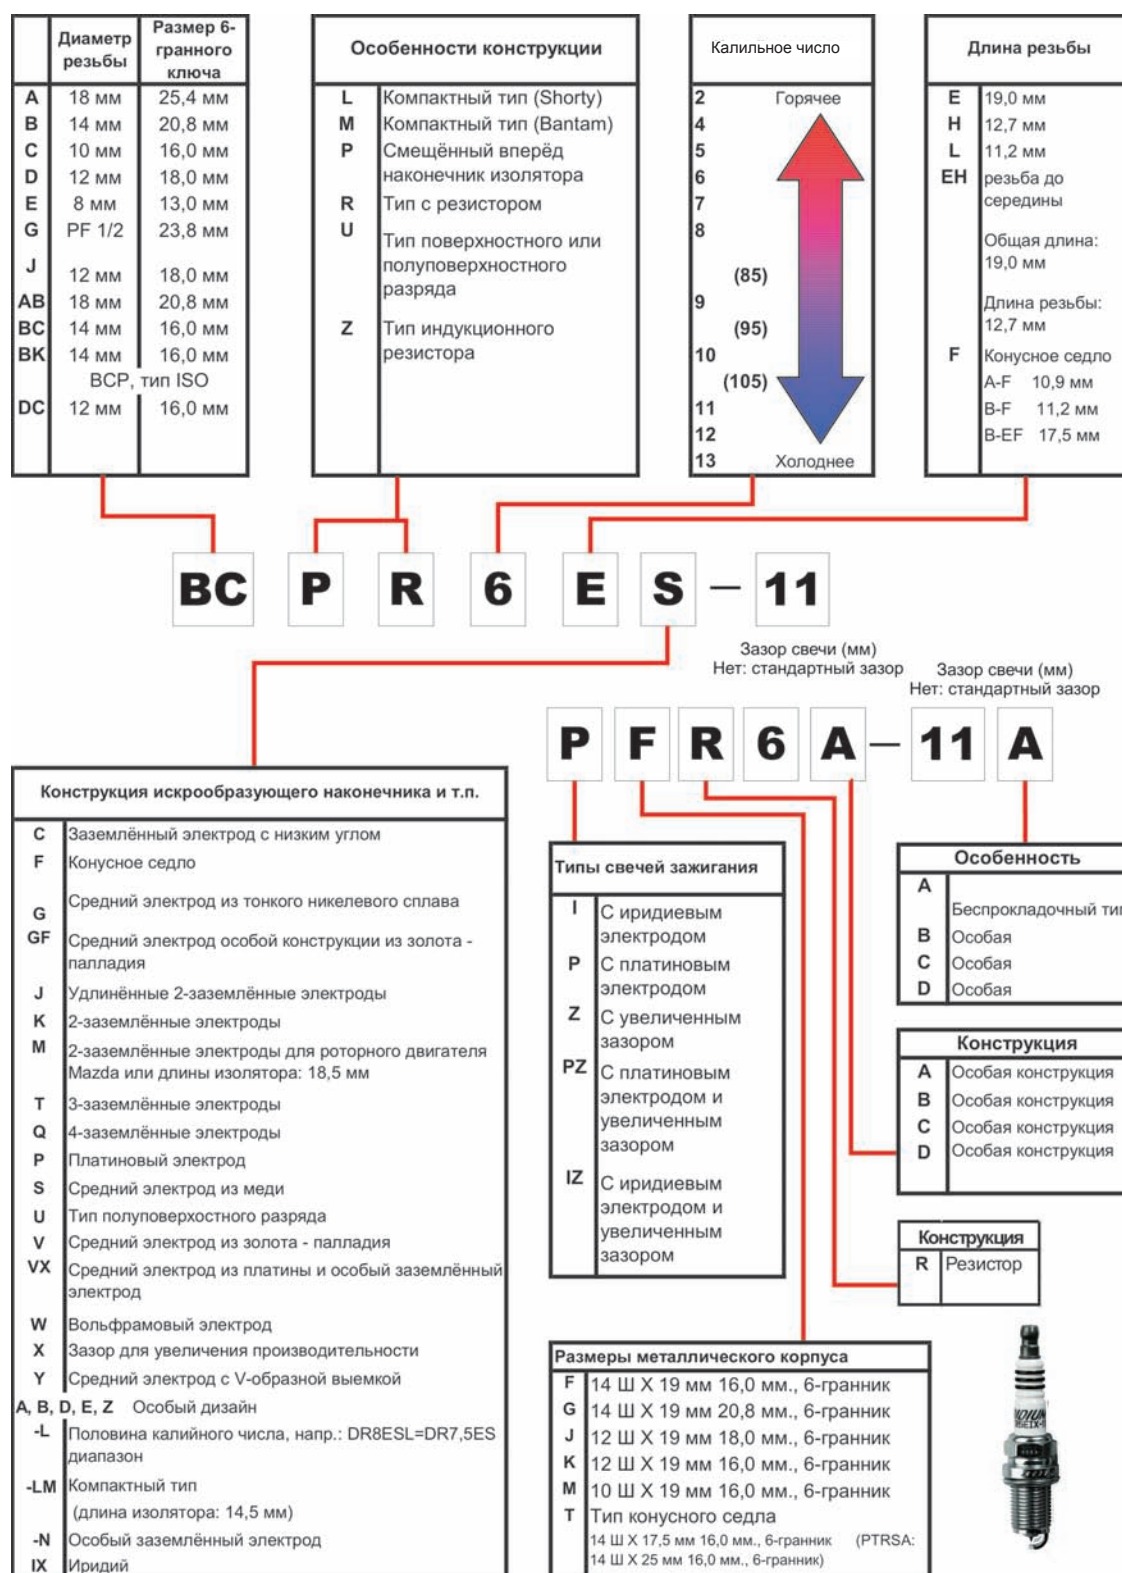 Диаметр резьбы
Размер 6-гранного ключа
A 18 мм 25,4 мм
B 14 мм 20,8 мм
C 10 мм 16,0 мм
D 12 мм 18,0 мм
E 8 мм 13,0 мм
G PF 1/2 23,8 мм
J 12 мм 18,0 мм
AB 18 мм 20,8 мм
BC 14 мм 16,0 мм
BK 14 мм 16,0 мм
BCP, тип ISO
DC 12 мм 16,0 мм
Особенности конструкции
L Компактный тип (Shorty)
M Компактный тип (Bantam)
P Смещённый вперёд
наконечник изолятора
R Тип с резистором
U Тип поверхностного или
полуповерхностного
разряда
Z Тип индукционного
резистора
Калильное число
2 Горячее
4
5
6
7
8
(85)
9
(95)
10
(105)
11
12
13 Холоднее
Длина резьбы
E 19,0 мм
H 12,7 мм
L 11,2 мм
EH резьба до
середины
Общая длина:
19,0 мм
Длина резьбы:
12,7 мм
F Конусное седло
A-F 10,9 мм
B-F 11,2 мм
B-EF 17,5 мм
BC P R 6 E S – 11
Зазор свечи (мм)
Нет: стандартный зазор
Зазор свечи (мм)
Нет: стандартный зазор
P F R 6 A – 11 A
Конструкция искрообразующего наконечника и т.п.
C Заземлённый электрод с низким углом
F Конусное седло
G Средний электрод из тонкого никелевого сплава
GF Средний электрод особой конструкции из золота -
палладия
J Удлинённые 2-заземлённые электроды
K 2-заземлённые электроды
M 2-заземлённые электроды для роторного двигателя
Mazda или длины изолятора: 18,5 мм
T 3-заземлённые электроды
Q 4-заземлённые электроды
P Платиновый электрод
S Средний электрод из меди
U Тип полуповерхостного разряда
V Средний электрод из золота - палладия
VX Средний электрод из платины и особый заземлённый
электрод
W Вольфрамовый электрод
X Зазор для увеличения производительности
Y Средний электрод с V-образной выемкой
A, B, D, E, Z Особый дизайн
-L Половина калийного числа, напр.: DR8ESL=DR7,5ES
диапазон
-LM Компактный тип
(длина изолятора: 14,5 мм)
-N Особый заземлённый электрод
IX Иридий
Типы свечей зажигания
I С иридиевым
электродом
P С платиновым
электродом
Z С увеличенным
зазором
PZ С платиновым
электродом и
увеличенным
зазором
IZ С иридиевым
электродом и
увеличенным
зазором
Особенность
A
Беспрокладочный тип
B Особая
C Особая
D Особая
Конструкция
A Особая конструкция
B Особая конструкция
C Особая конструкция
D Особая конструкция
Конструкция
R Резистор
Размеры металлического корпуса
F 14 Ш X 19 мм 16,0 мм., 6-гранник
G 14 Ш X 19 мм 20,8 мм., 6-гранник
J 12 Ш X 19 мм 18,0 мм., 6-гранник
K 12 Ш X 19 мм 16,0 мм., 6-гранник
M 10 Ш X 19 мм 16,0 мм., 6-гранник
T Тип конусного седла
14 Ш X 17,5 мм 16,0 мм., 6-гранник (PTRSA:
14 Ш X 25 мм 16,0 мм., 6-гранник)